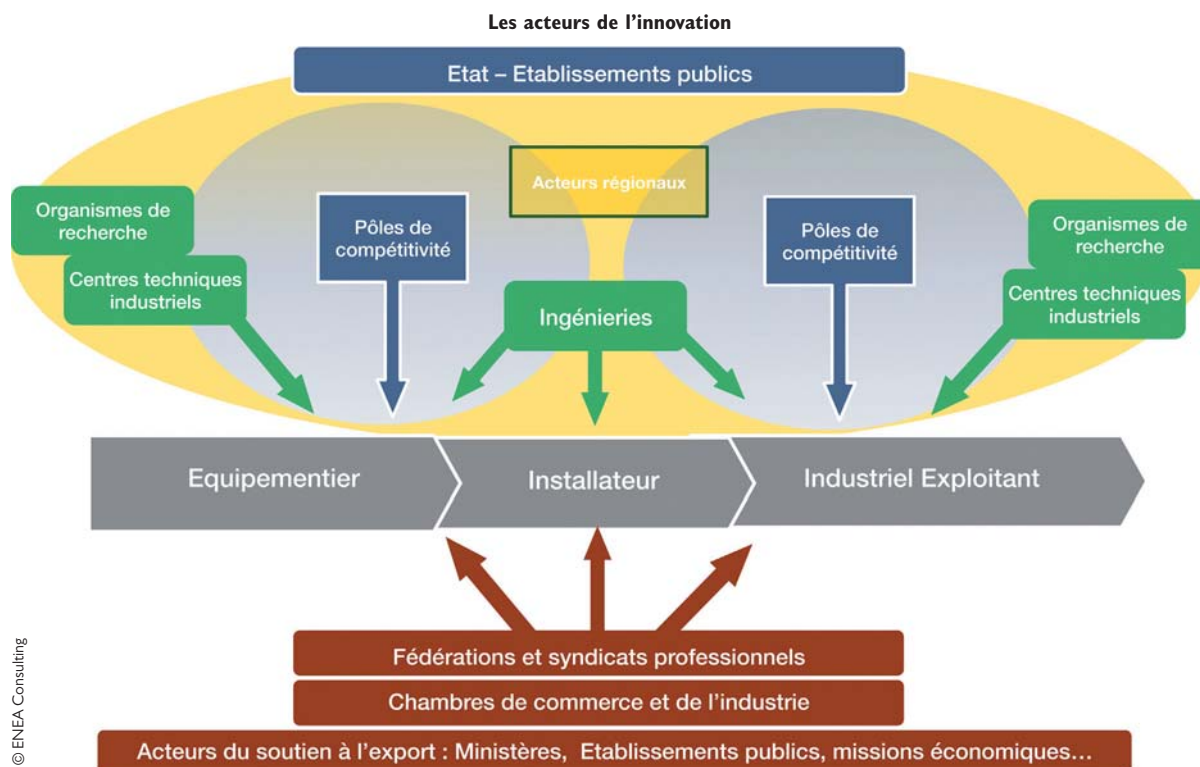 Les acteurs de l’innovation
Etat – Etablissements publics
Acteurs régionaux
Organismes de
recherche
Centres techniques
industriels
Pôles de
compétitivité
Ingénieries
Pôles de
compétitivité
Organismes de
recherche
Centres techniques
industriels
Equipementier
Installateur
Industriel Exploitant
Fédérations et syndicats professionnels
Chambres de commerce et de l’industrie
Acteurs du soutien à l’export : Ministères, Etablissements publics, missions économiques…
© ENEA Consulting